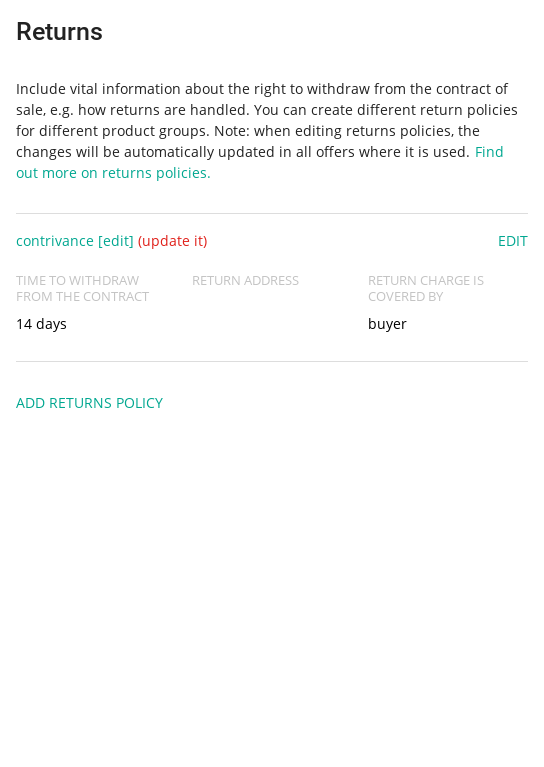 Returns
Include vital information about the right to withdraw from the contract of
sale, e.g. how returns are handled. You can create different return policies
for different product groups. Note: when editing returns policies, the
changes will be automatically updated in all offers where it is used. Find
out more on returns policies.
contrivance [edit] (update it) EDIT
TIME TO WITHDRAW FROM THE CONTRACT
RETURN ADDRESS
RETURN CHARGE IS COVERED BY
14 days
buyer
ADD RETURNS POLICY